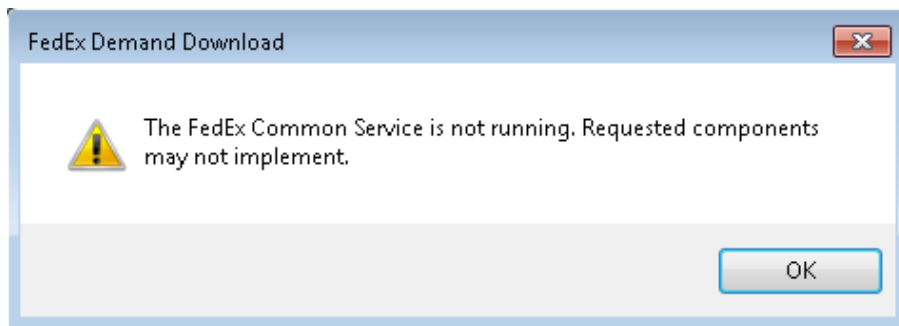 FedEx Demand Download
The FedEx Common Service is not running. Requested components
may not implement.
OK